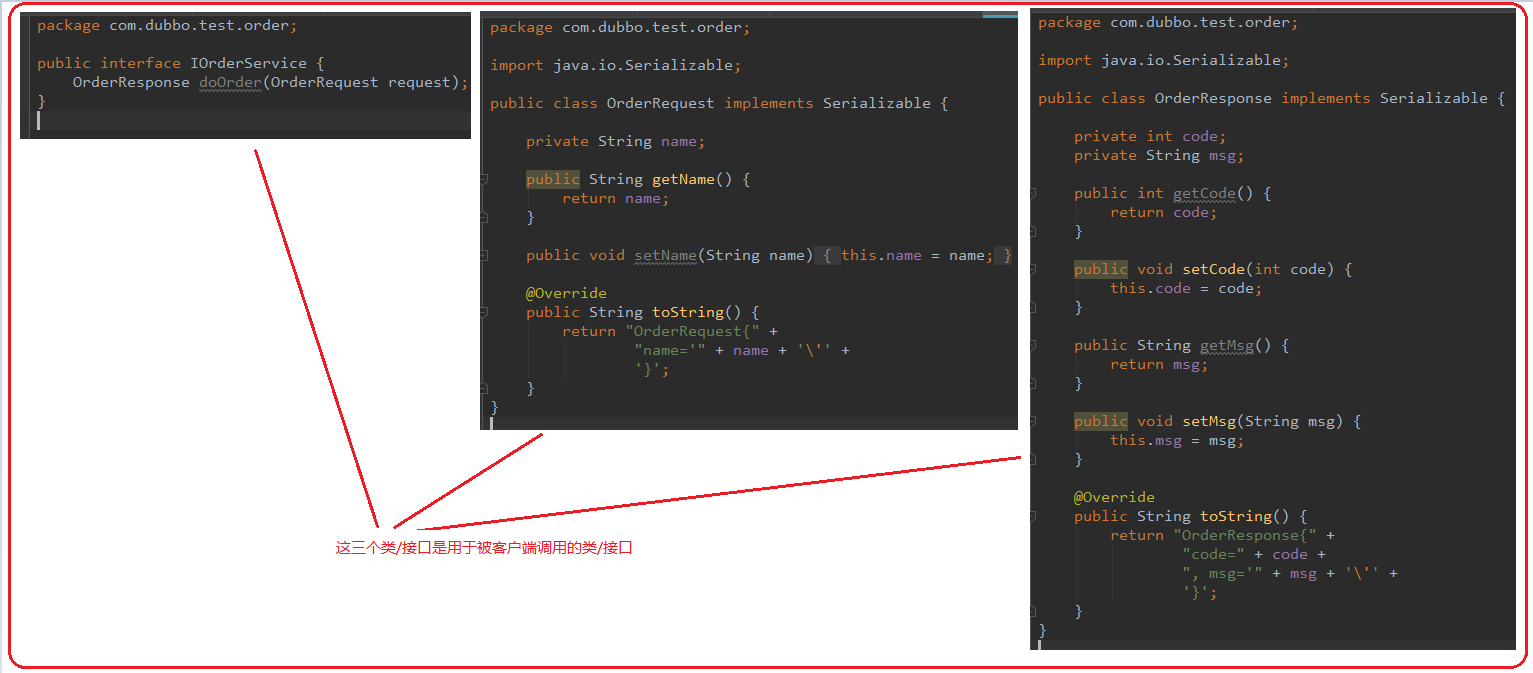 package com.dubbo.test.order;
public interface IOrderService {
    OrderResponse doOrder(OrderRequest request);
}
package com.dubbo.test.order;
import java.io.Serializable;
public class OrderRequest implements Serializable {
    private String name;
    public String getName() {
        return name;
    }
    public void setName(String name) { this.name = name; }
    @Override
    public String toString() {
        return "OrderRequest{" +
                "name='" + name + '\'' +
                '}';
    }
}
package com.dubbo.test.order;
import java.io.Serializable;
public class OrderResponse implements Serializable {
    private int code;
    private String msg;
    public int getCode() {
        return code;
    }
    public void setCode(int code) {
        this.code = code;
    }
    public String getMsg() {
        return msg;
    }
    public void setMsg(String msg) {
        this.msg = msg;
    }
    @Override
    public String toString() {
        return "OrderResponse{" +
                "code=" + code +
                ", msg='" + msg + '\'' +
                '}';
    }
}
这三个类/接口是用于被客户端调用的类/接口